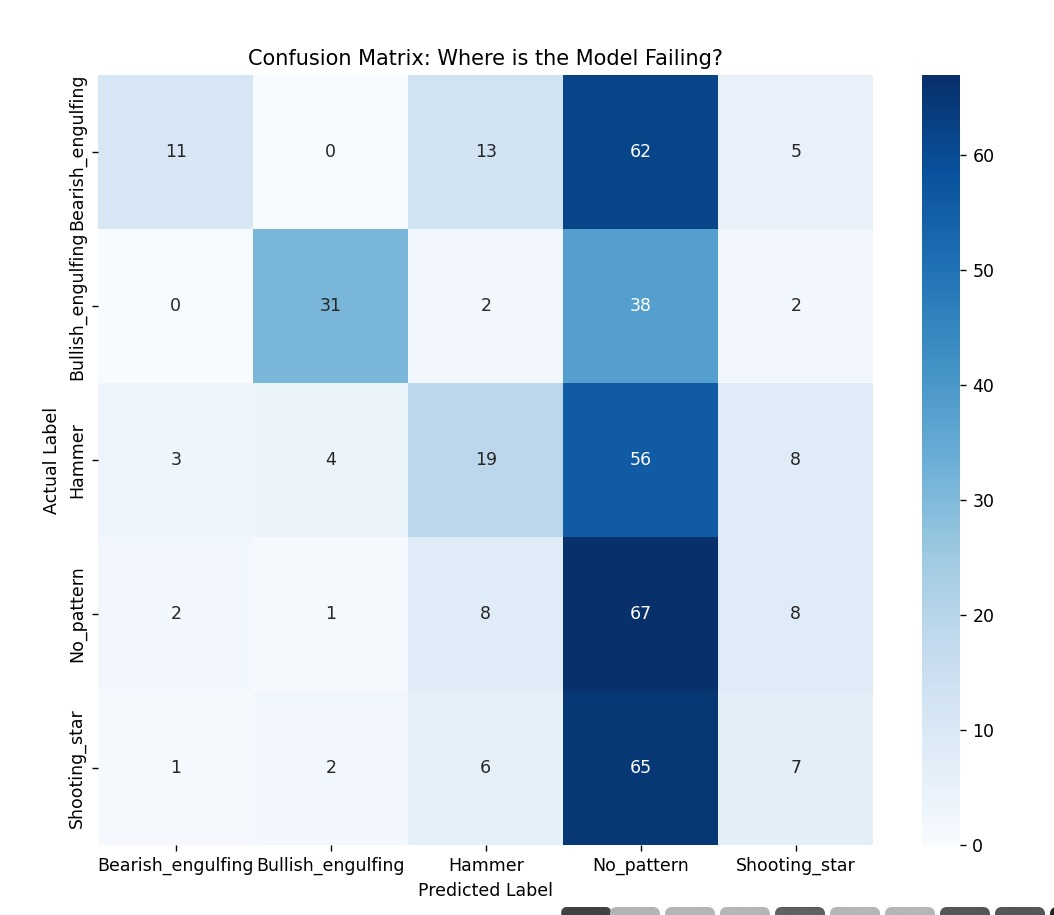 Confusion Matrix: Where is the Model Failing?
Bearish_engulfing
11 0 13 62 5
Bullish_engulfing
0 31 2 38 2
Hammer
3 4 19 56 8
No_pattern
2 1 8 67 8
Shooting_star
1 2 6 65 7
Actual Label
Bearish_engulfing Bullish_engulfing Hammer No_pattern Shooting_star
Predicted Label
60
50
40
30
20
10
0